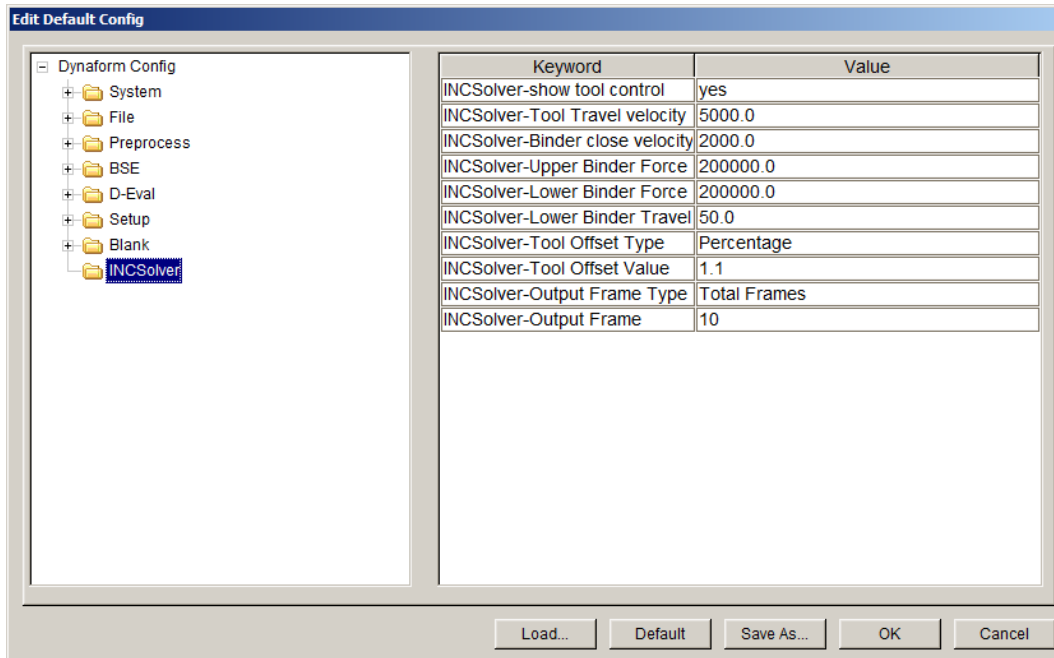 Edit Default Config
Dynaform Config
System
File
Preprocess
BSE
D-Eval
Setup
Blank
INCSolver
Keyword Value
INCSolver-show tool control yes
INCSolver-Tool Travel velocity 5000.0
INCSolver-Binder close velocity 2000.0
INCSolver-Upper Binder Force 200000.0
INCSolver-Lower Binder Force 200000.0
INCSolver-Lower Binder Travel 50.0
INCSolver-Tool Offset Type Percentage
INCSolver-Tool Offset Value 1.1
INCSolver-Output Frame Type Total Frames
INCSolver-Output Frame 10
Load... Default Save As... OK Cancel